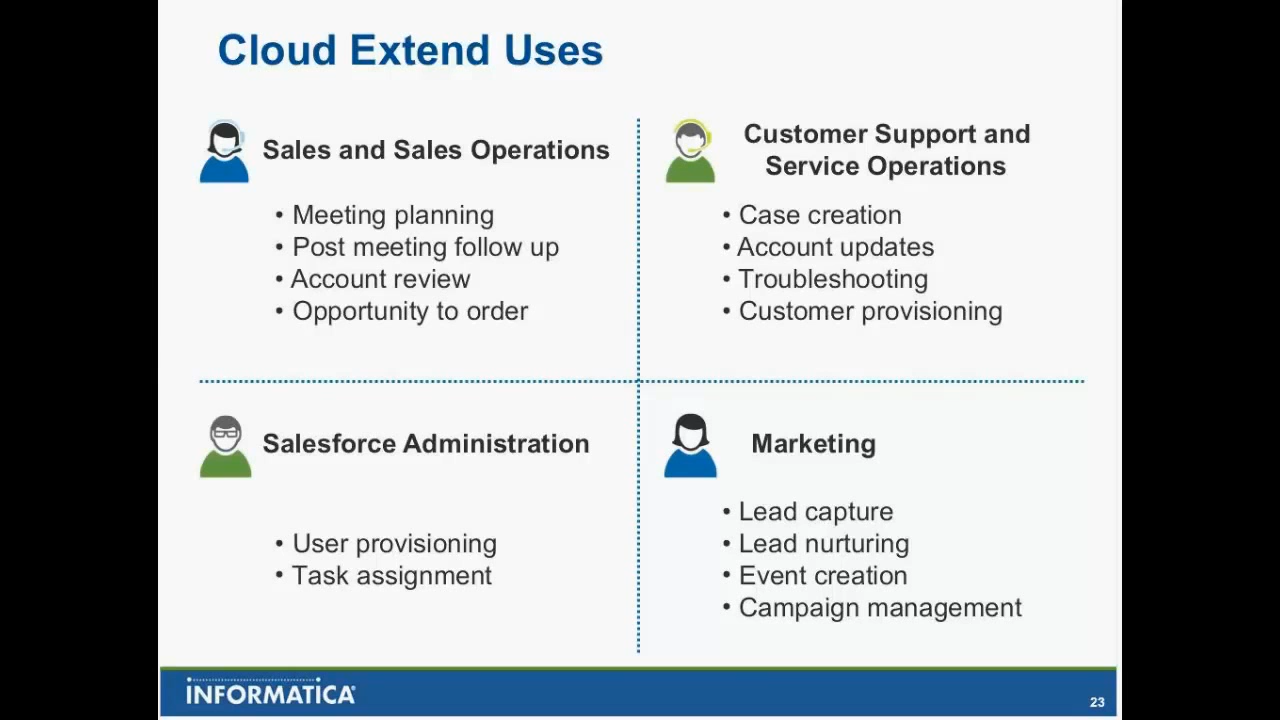 Cloud Extend Uses
Sales and Sales Operations
• Meeting planning
• Post meeting follow up
• Account review
• Opportunity to order
Customer Support and
Service Operations
• Case creation
• Account updates
• Troubleshooting
• Customer provisioning
Salesforce Administration
• User provisioning
• Task assignment
Marketing
• Lead capture
• Lead nurturing
• Event creation
• Campaign management
INFORMATICA®
23